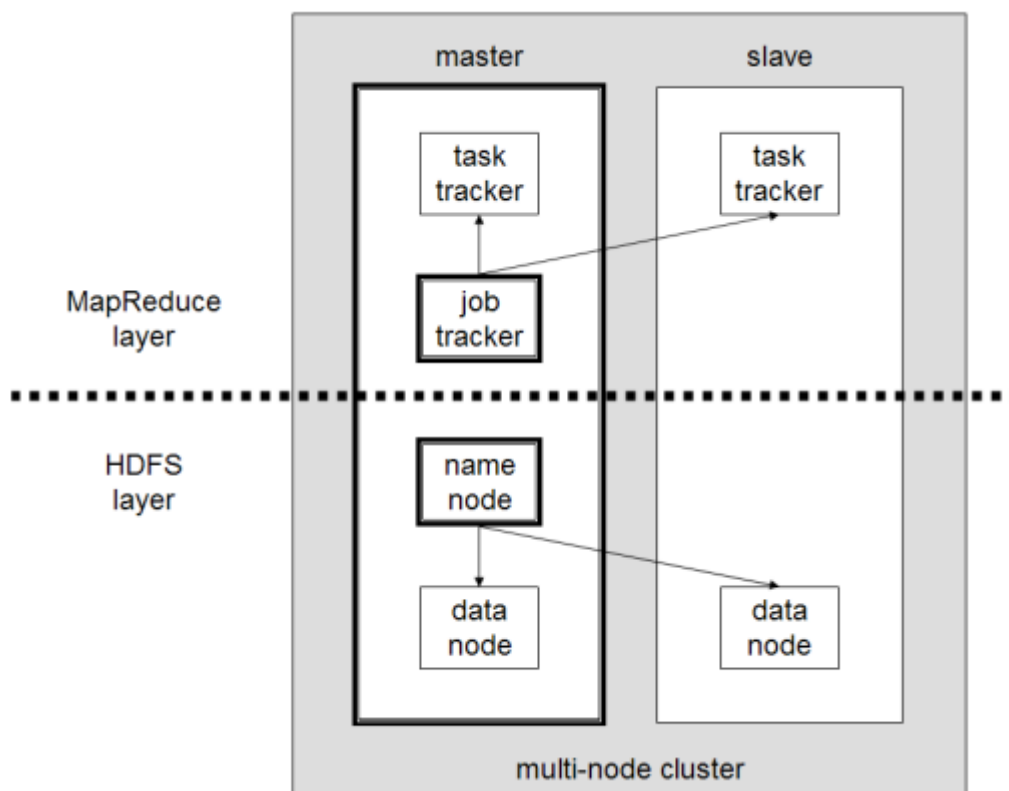 master
slave
task
tracker
task
tracker
MapReduce
layer
job
tracker
HDFS
layer
name
node
data
node
data
node
multi-node cluster